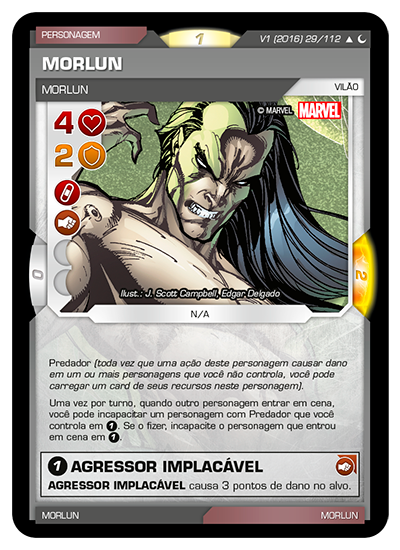 PERSONAGEM
1
V1 (2016) 29/112
MORLUN
MORLUN
VILÃO
© MARVEL MARVEL
4
2
0
2
Ilust.: J. Scott Campbell, Edgar Delgado
N/A
Predador (toda vez que uma ação deste personagem causar dano
em um ou mais personagens que você não controla, você pode
carregar um card de seus recursos neste personagem).
Uma vez por turno, quando outro personagem entrar em cena,
você pode incapacitar um personagem com Predador que você
controla em 1. Se o fizer, incapacite o personagem que entrou
em cena em 1.
1 AGRESSOR IMPLACÁVEL
AGRESSOR IMPLACÁVEL causa 3 pontos de dano no alvo.
MORLUN
MORLUN